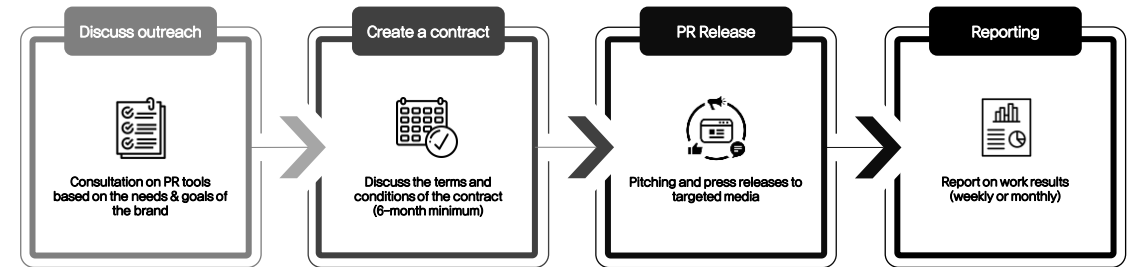 Discuss outreach
Consultation on PR tools
based on the needs & goals of
the brand
Create a contract
Discuss the terms and
conditions of the contract
(6-month minimum)
PR Release
Pitching and press releases to
targeted media
Reporting
Report on work results
(weekly or monthly)